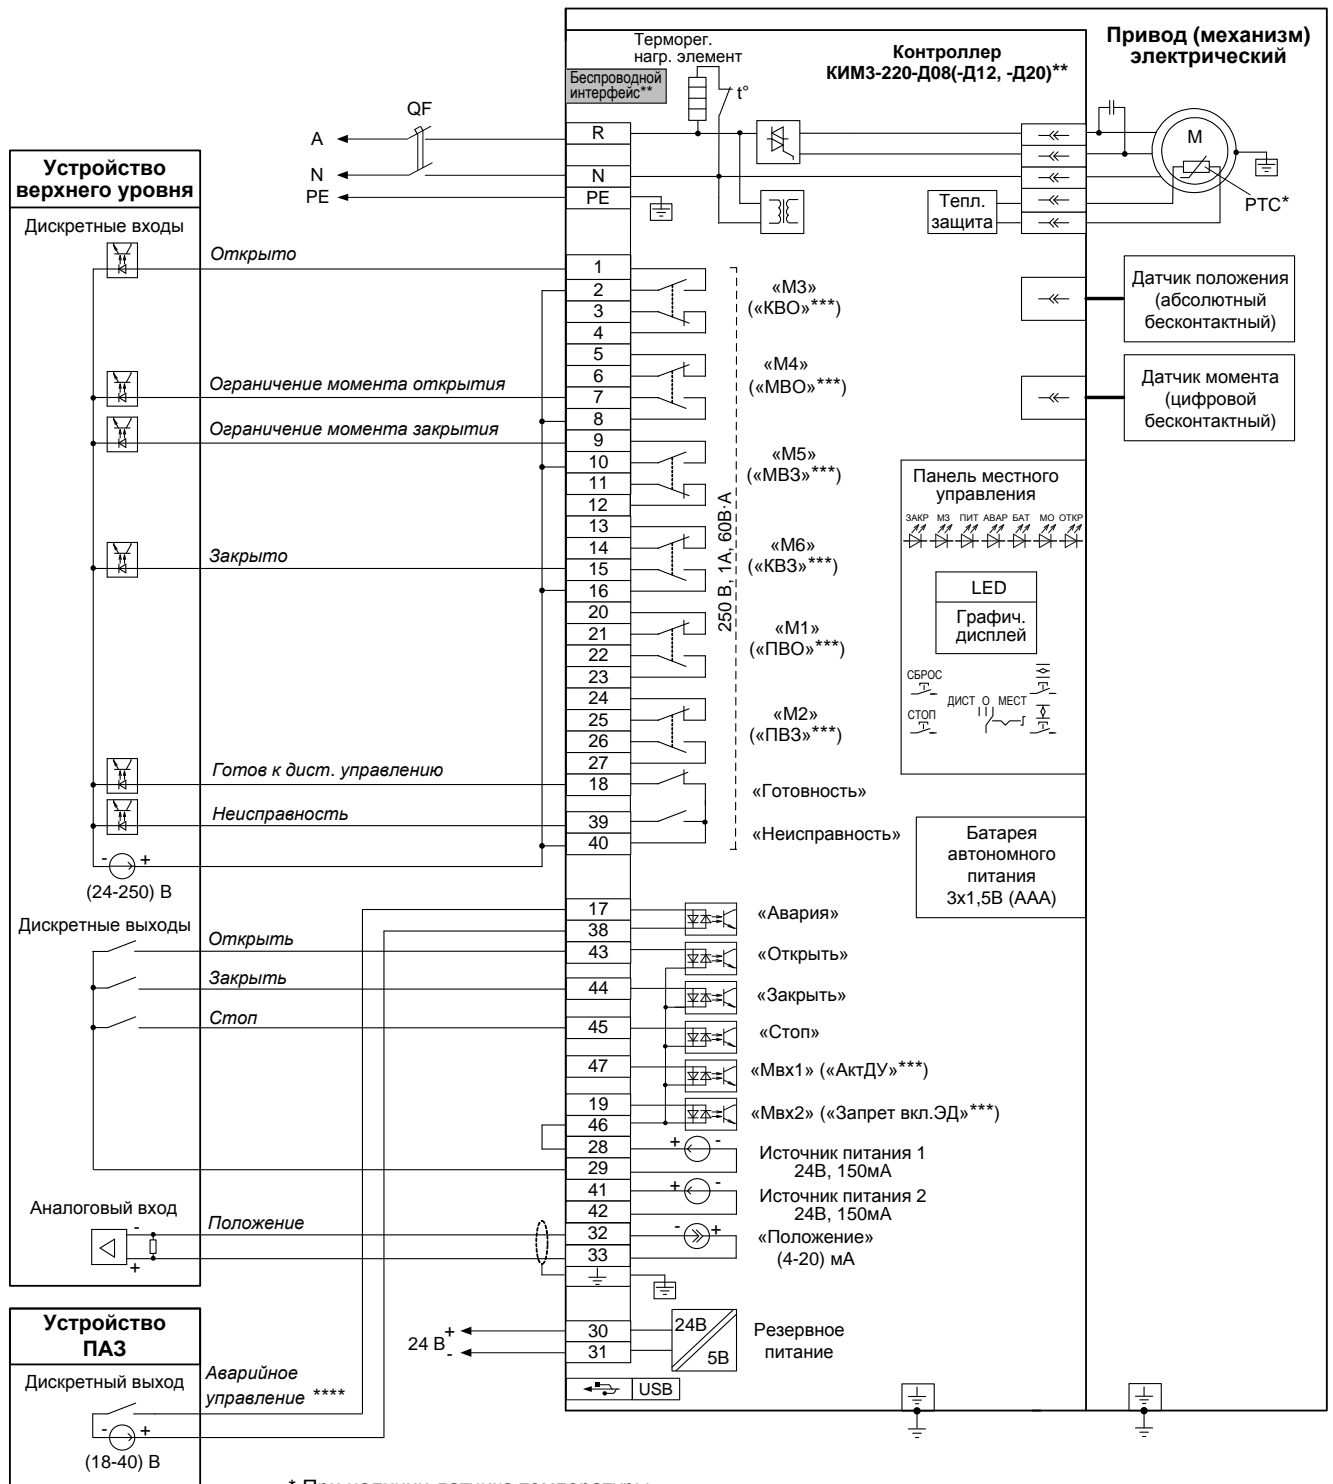 Привод (механизм)
электрический
Контроллер
КИМ3-220-Д08(-Д12, -Д20)**
Терморег.
нагр. элемент
Беспроводной
интерфейс**
t°
QF
A
N
PE
R
N
PE
M
PTC*
Тепл.
защита
Устройство
верхнего уровня
Дискретные входы
Открыто
Ограничение момента открытия
Ограничение момента закрытия
Закрыто
Готов к дист. управлению
Неисправность
- +
(24-250) В
1
2
3
4
5
6
7
8
9
10
11
12
13
14
15
16
20
21
22
23
24
25
26
27
18
39
40
«М3»
(«КВО»***)
«М4»
(«МВО»***)
«М5»
(«МВЗ»***)
«М6»
(«КВЗ»***)
«М1»
(«ПВО»***)
«М2»
(«ПВЗ»***)
«Готовность»
«Неисправность»
250 В, 1А, 60В·А
Датчик положения
(абсолютный
бесконтактный)
Датчик момента
(цифровой
бесконтактный)
Панель местного
управления
ЗАКР МЗ ПИТ АВАР БАТ МО ОТКР
LED
Графич.
дисплей
СБРОС
СТОП
ДИСТ О МЕСТ
Батарея
автономного
питания
3х1,5В (ААА)
Дискретные выходы
Открыть
Закрыть
Стоп
17
38
43
44
45
47
19
46
28
29
41
42
32
33
«Авария»
«Открыть»
«Закрыть»
«Стоп»
«Мвх1» («АктДУ»***)
«Мвх2» («Запрет вкл.ЭД»***)
+ -
Источник питания 1
24В, 150мА
+ -
Источник питания 2
24В, 150мА
- +
«Положение»
(4-20) мА
Аналоговый вход
-
+
Положение
24 В
+
-
30
31
24В
5В
Резервное
питание
USB
Устройство
ПАЗ
Дискретный выход
- +
(18-40) В
Аварийное
управление ****